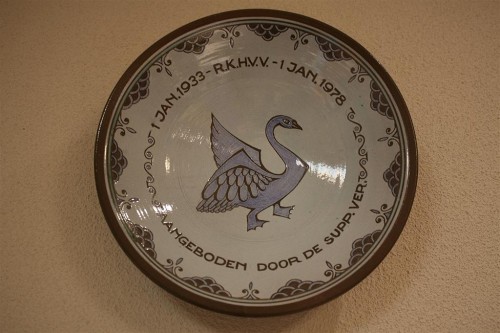 1 JAN. 1933 - R.K.H.V.V. - 1 JAN. 1978
AANGEBODEN DOOR DE SUPP. VER.